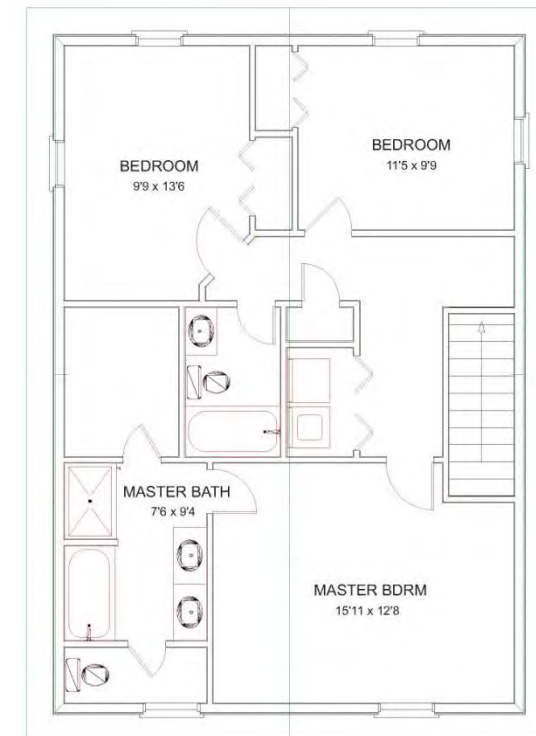 BEDROOM
9'9 x 13'6
BEDROOM
11'5 x 9'9
MASTER BATH
7'6 x 9'4
MASTER BDRM
15'11 x 12'8